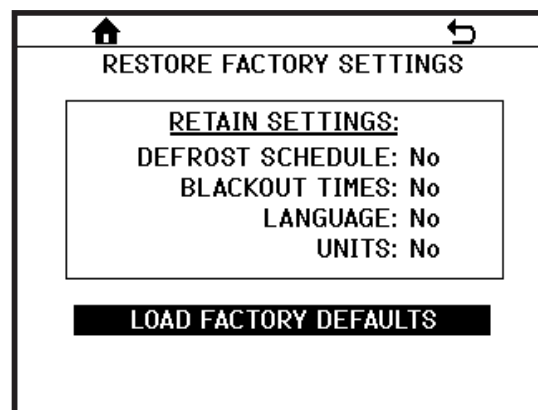 RESTORE FACTORY SETTINGS
RETAIN SETTINGS:
DEFROST SCHEDULE: No
BLACKOUT TIMES: No
LANGUAGE: No
UNITS: No
LOAD FACTORY DEFAULTS